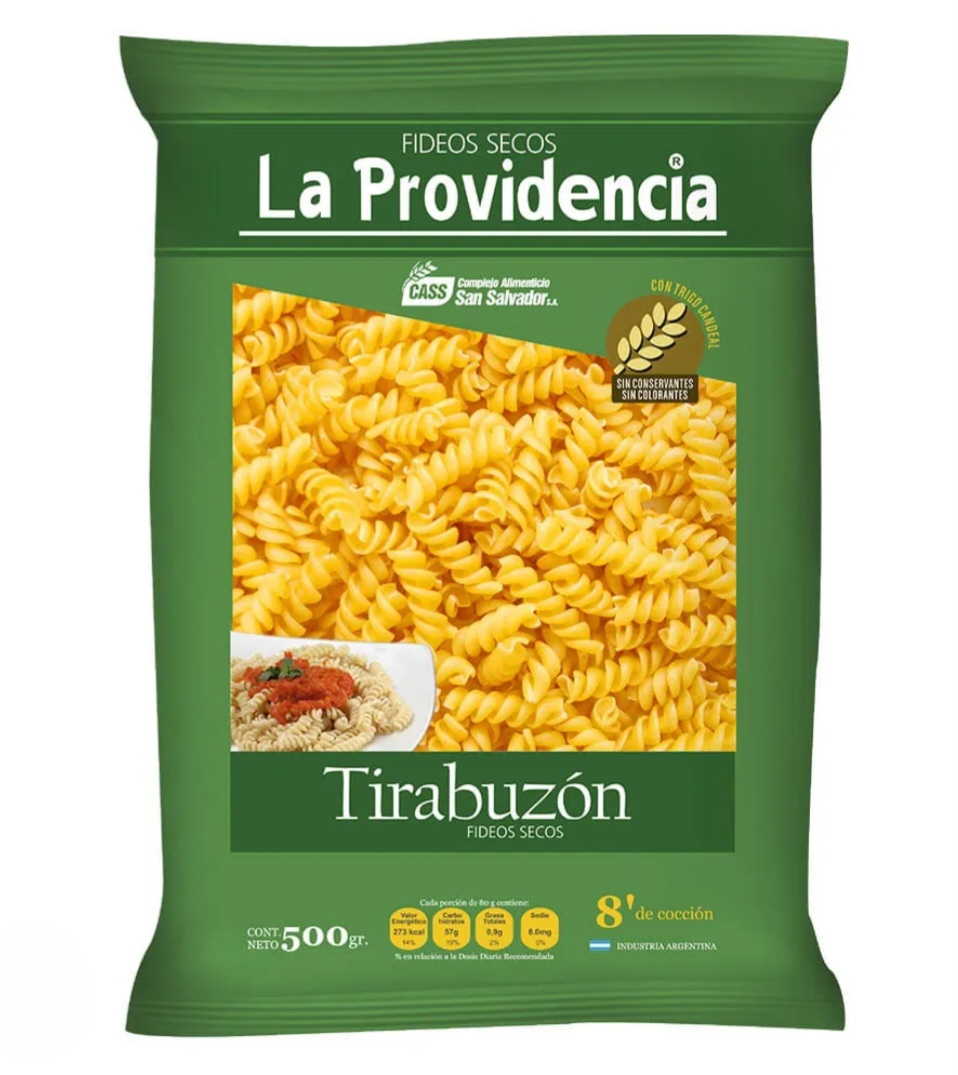 FIDEOS SECOS
La Providencia®
CASS
Complejo Alimenticio
San Salvador S.A.
CON TRIGO CANDEAL
SIN CONSERVANTES
SIN COLORANTES
Tirabuzón
FIDEOS SECOS
Cada porción de 80 g contiene:
Valor Energético 273 kcal 14%
Carbo hidratos 57g 19%
Grasa Totales 0,9g 2%
Sodio 8.0mg 0%
% en relación a la Dosis Diaria Recomendada
CONT. NETO 500gr.
8' de cocción
INDUSTRIA ARGENTINA